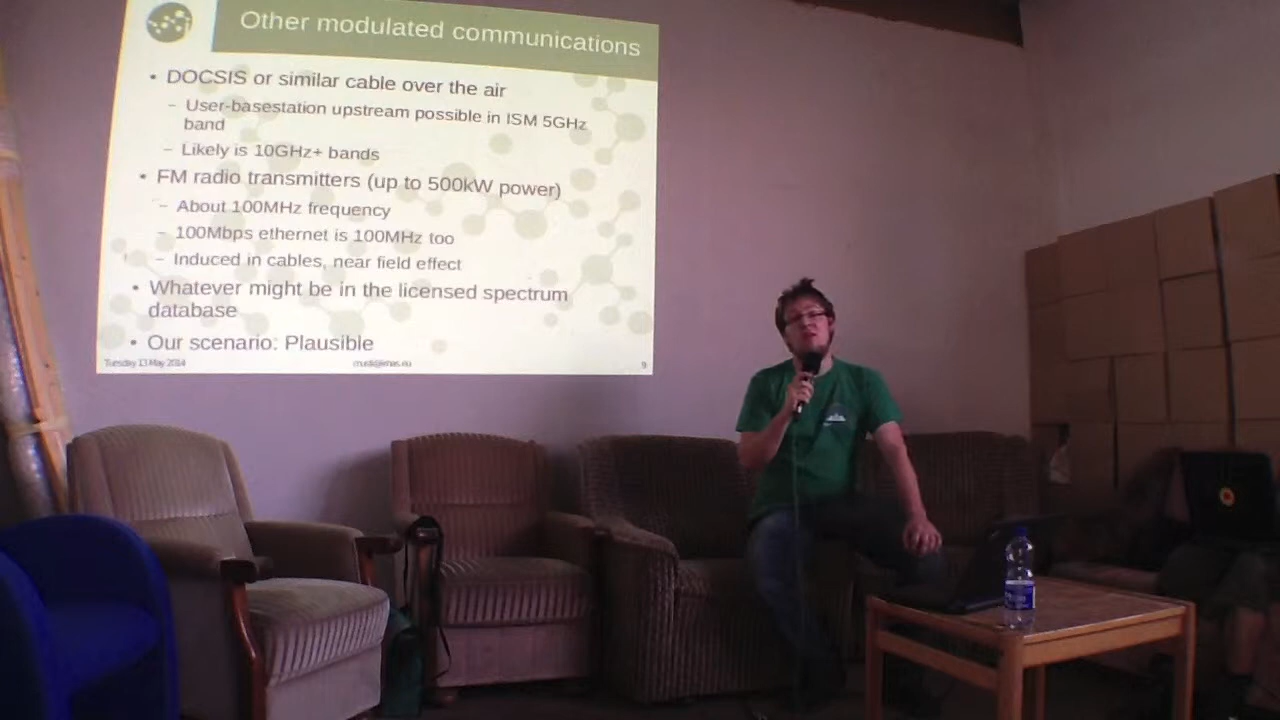 Other modulated communications
• DOCSIS or similar cable over the air
– User-basestation upstream possible in ISM 5GHz
band
– Likely is 10GHz+ bands
• FM radio transmitters (up to 500kW power)
– About 100MHz frequency
– 100Mbps ethernet is 100MHz too
– Induced in cables, near field effect
• Whatever might be in the licensed spectrum
database
• Our scenario: Plausible
Tuesday 13 May 2014
9